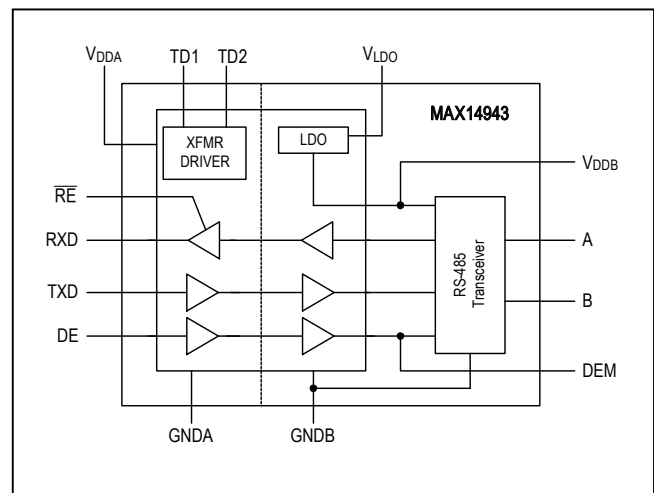 VDDA TD1 TD2 VLDO
MAX14943
XFMR
DRIVER
LDO
VDDB
RE
RXD
A
TXD
RS-485
Transceiver
B
DE
DEM
GNDA GNDB